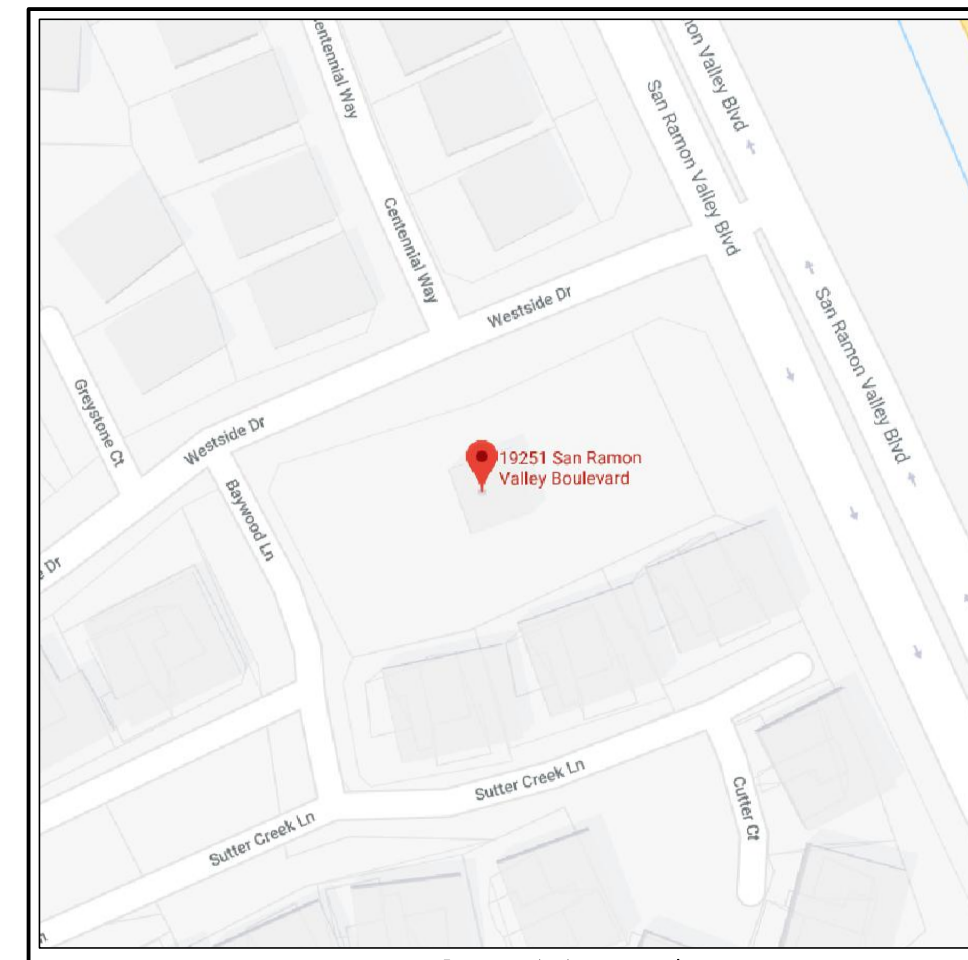 entennial Way
on Valley Blvd
San Ramon Valley Blvd
Centennial Way
Westside Dr
San Ramon Valley Blvd
Greystone Ct
Westside Dr
19251 San Ramon
Valley Boulevard
Baywood Ln
e Dr
Sutter Creek Ln
Cutter Ct
Sutter Creek Ln
n